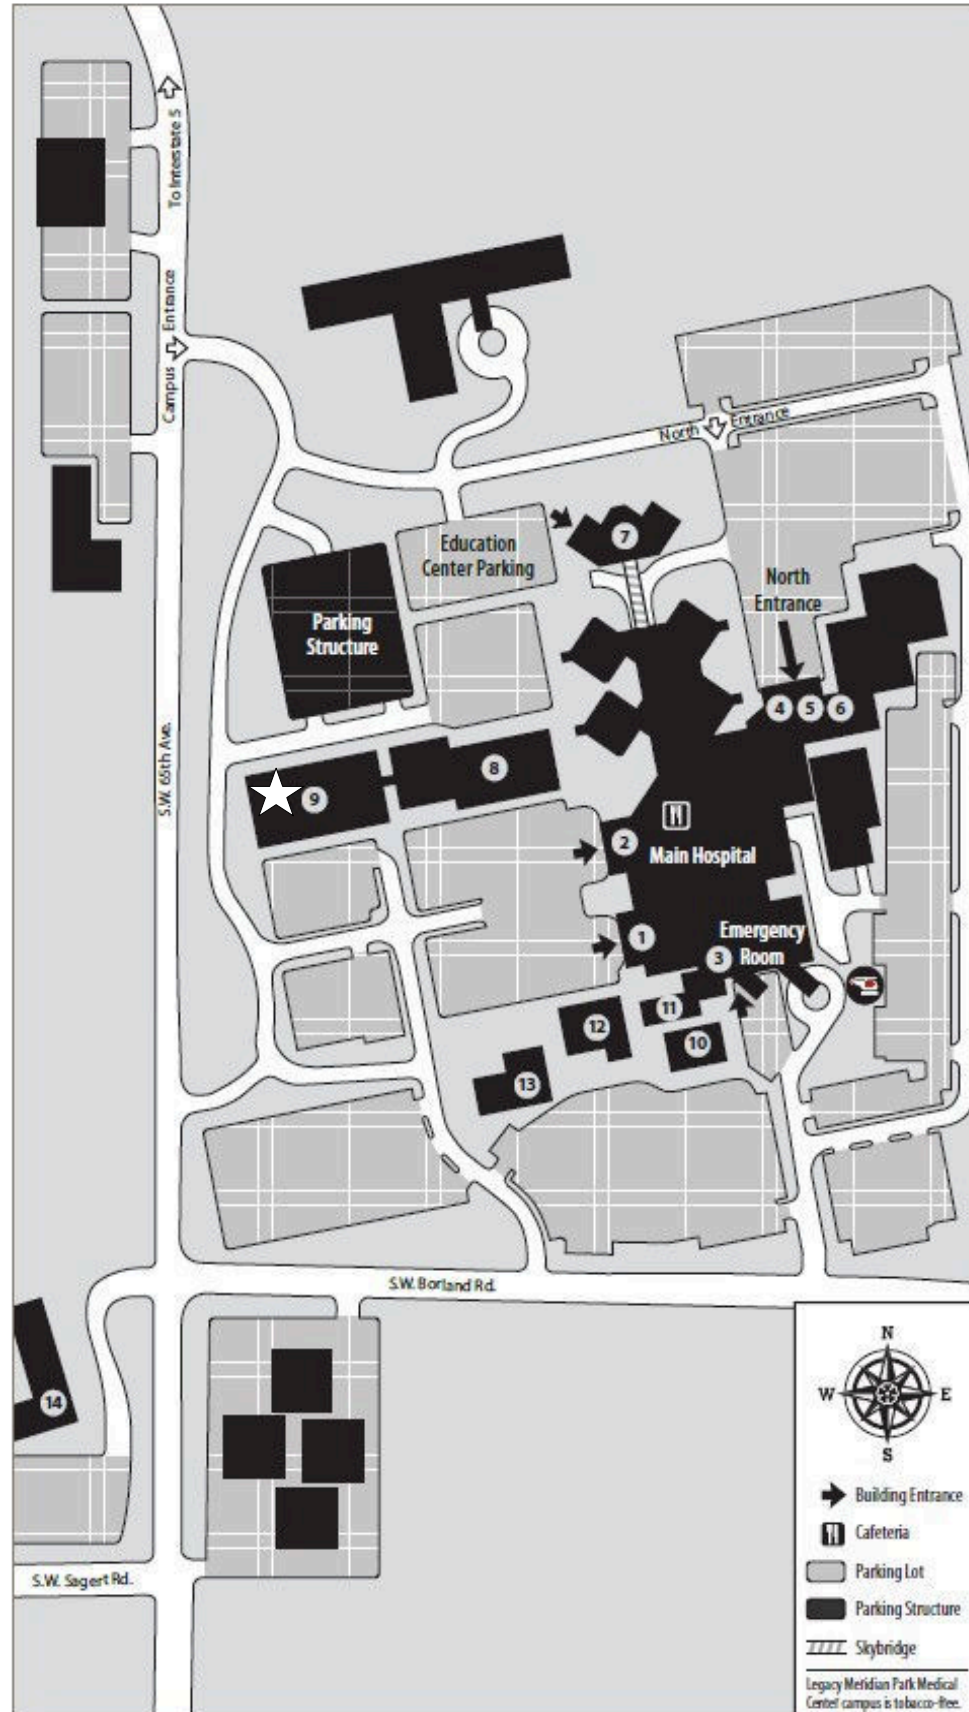 To Interstate 5
Campus Entrance
North Entrance
Education
Center Parking
7
North
Entrance
Parking
Structure
4 5 6
S.W. 65th Ave.
8
9
2
Main Hospital
1
Emergency
Room
3
11
12
10
13
S.W. Borland Rd.
14
S.W. Sagert Rd.
N
W E
S
Building Entrance
Cafeteria
Parking Lot
Parking Structure
Skybridge
Legacy Meridian Park Medical
Center campus is tobacco-free.